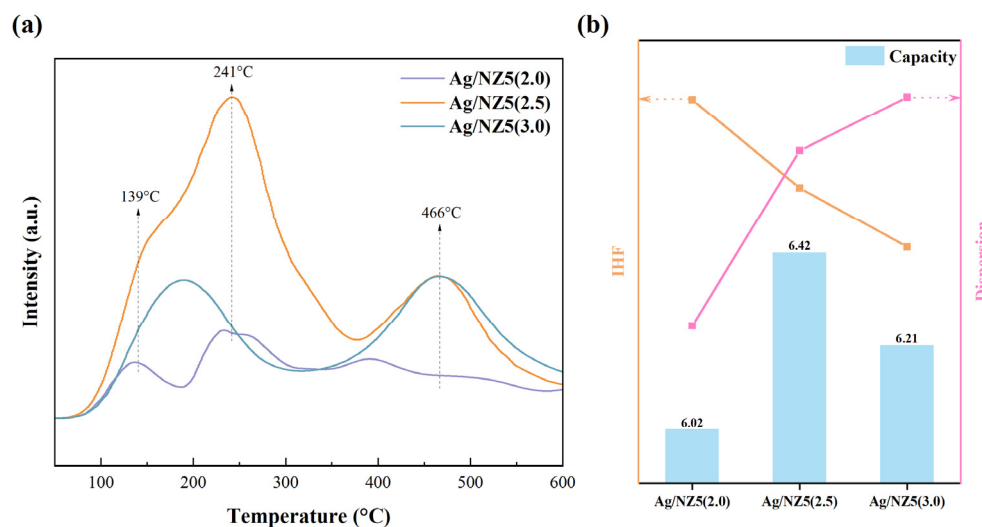 (a)
241°C
Ag/NZ5(2.0)
Ag/NZ5(2.5)
Ag/NZ5(3.0)
139°C
466°C
Intensity (a.u.)
100 200 300 400 500 600
Temperature (°C)
(b)
Capacity
IHF
Dispersion
6.42
6.21
6.02
Ag/NZ5(2.0) Ag/NZ5(2.5) Ag/NZ5(3.0)